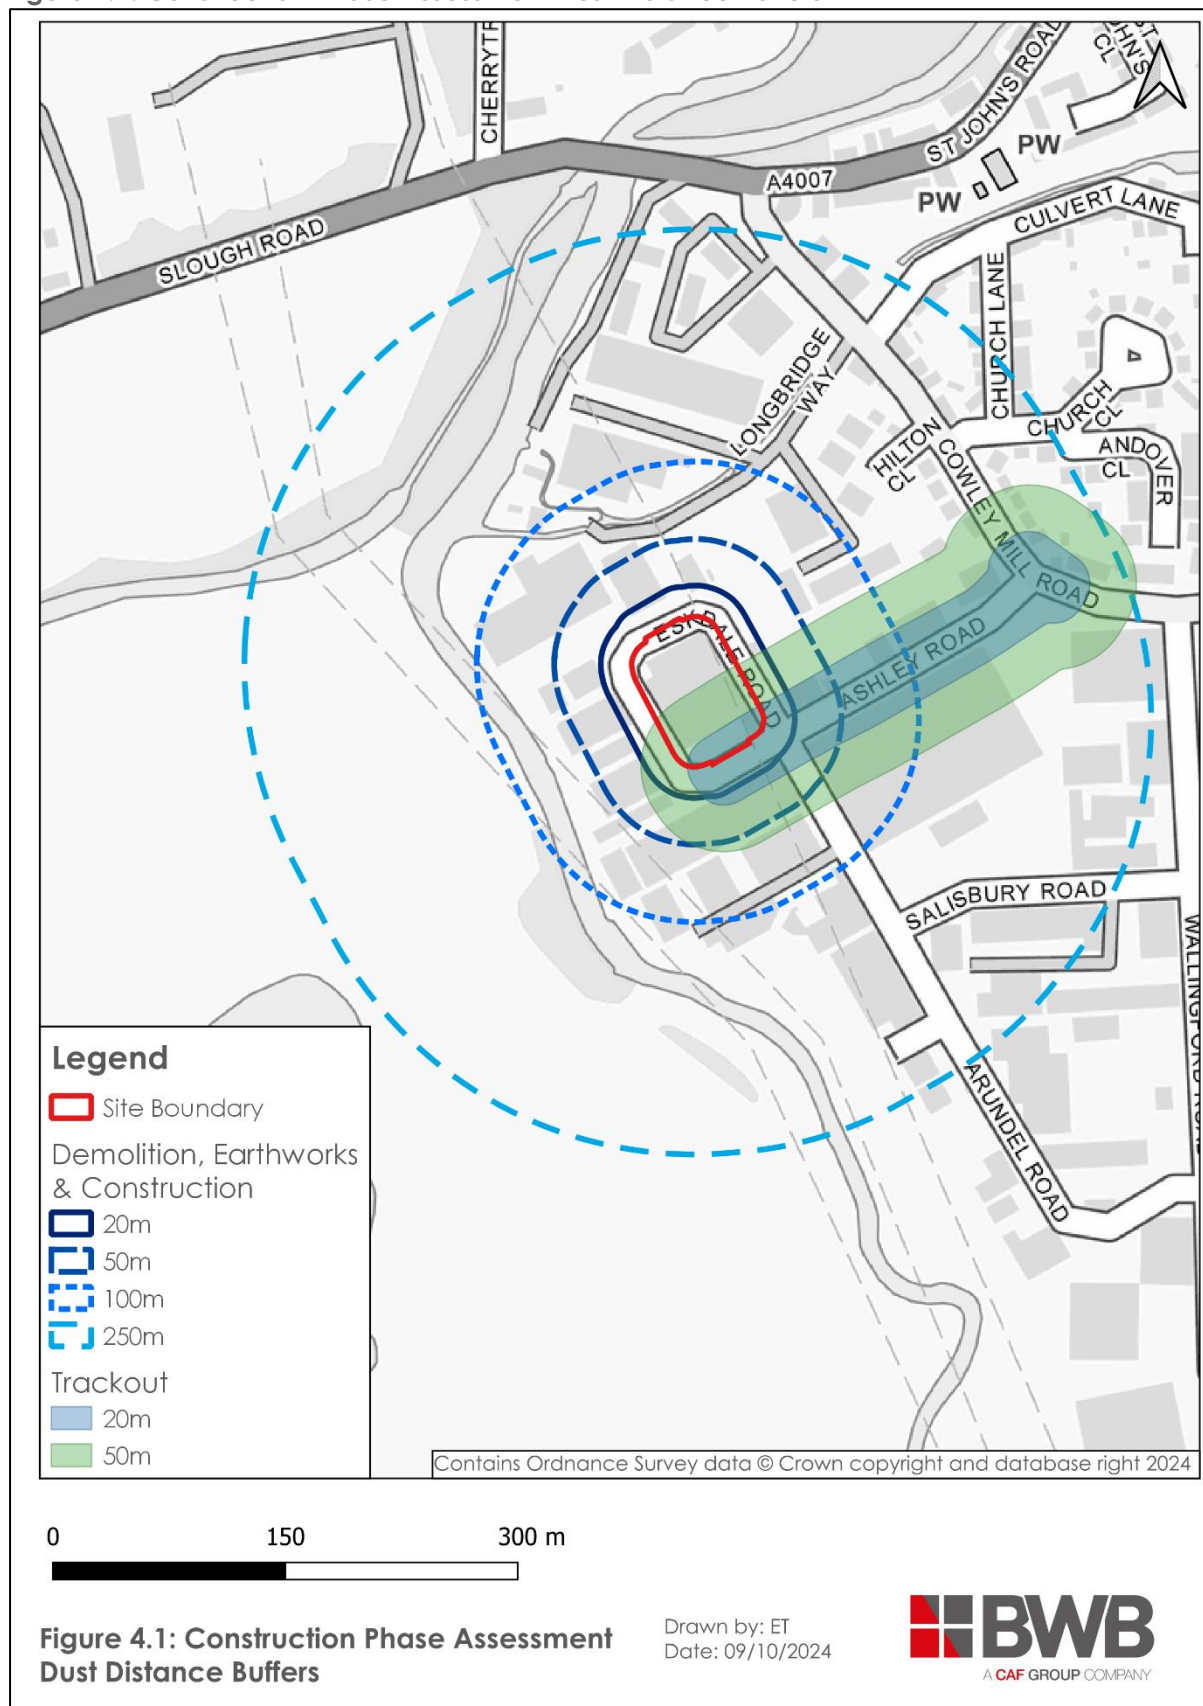 CHERRYTR
ST JOHN'S CL
ST JOHN'S ROAD
PW
A4007
PW
SLOUGH ROAD
CULVERT LANE
CHURCH LANE
LONGBRIDGE
WAY
CHURCH
CL
HILTON
CL
ANDOVER
CL
COWLEY MILL ROAD
ESKDALE ROAD
ASHLEY ROAD
SALISBURY ROAD
ARUNDEL ROAD
Legend
Site Boundary
Demolition, Earthworks
& Construction
20m
50m
100m
250m
Trackout
20m
50m
Contains Ordnance Survey data © Crown copyright and database right 2024
0 150 300 m
Figure 4.1: Construction Phase Assessment
Dust Distance Buffers
Drawn by: ET
Date: 09/10/2024
BWB
A CAF GROUP COMPANY